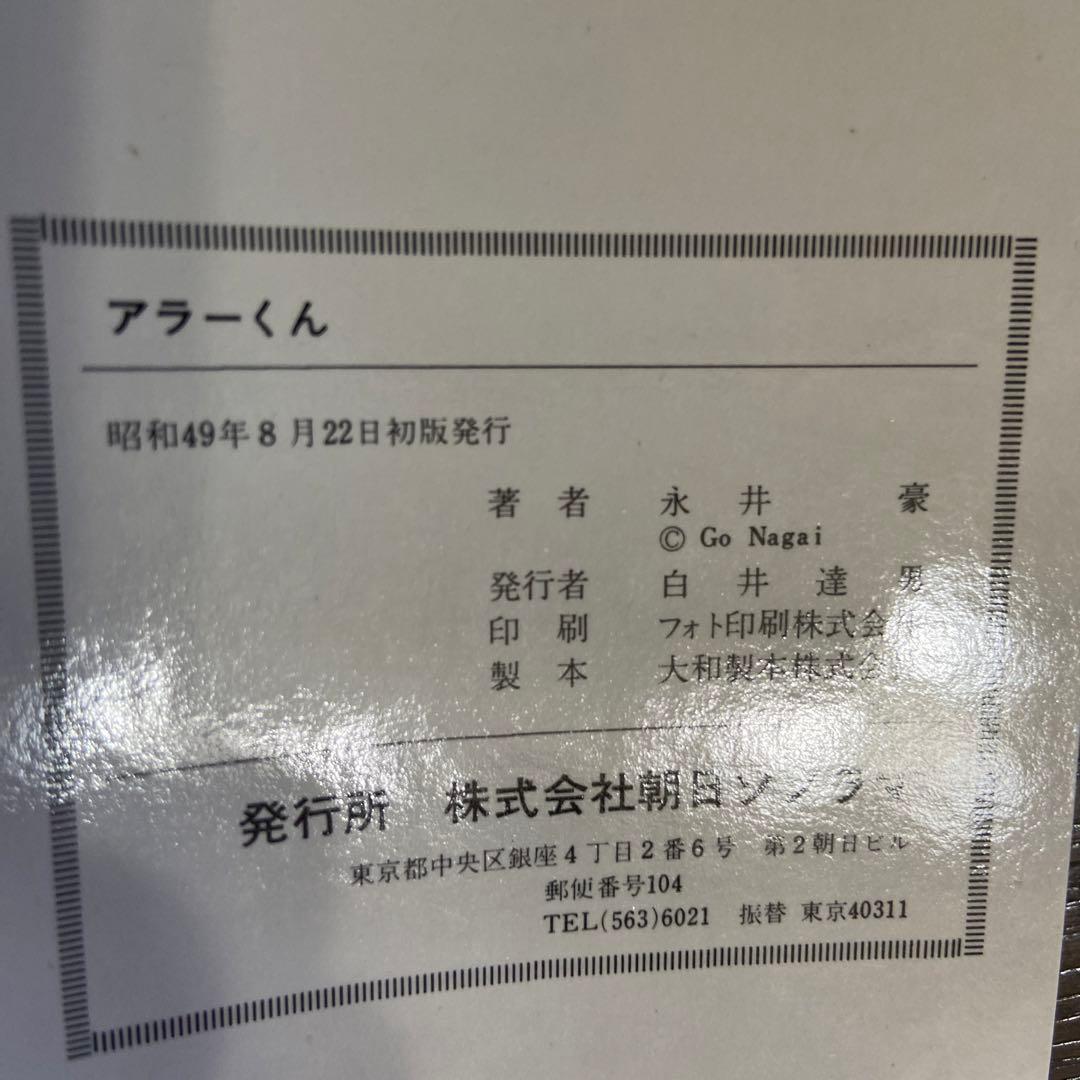 アラーくん
昭和49年8月22日初版発行
著者 永井豪
© Go Nagai
発行者 白井達男
印刷 フォト印刷株式会
製本 大和製本株式会
発行所 株式会社朝日ソノラマ
東京都中央区銀座4丁目2番6号 第2朝日ビル
郵便番号104
TEL(563)6021 振替 東京40311